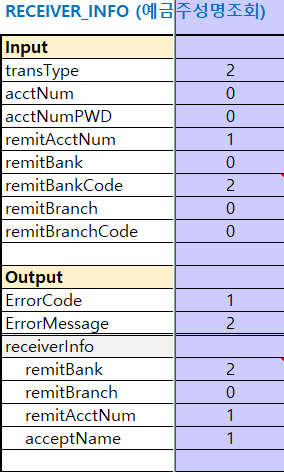 RECEIVER_INFO (예금주성명조회)
Input
transType 2
acctNum 0
acctNumPWD 0
remitAcctNum 1
remitBank 0
remitBankCode 2
remitBranch 0
remitBranchCode 0
Output
ErrorCode 1
ErrorMessage 2
receiverInfo
remitBank 2
remitBranch 0
remitAcctNum 1
acceptName 1